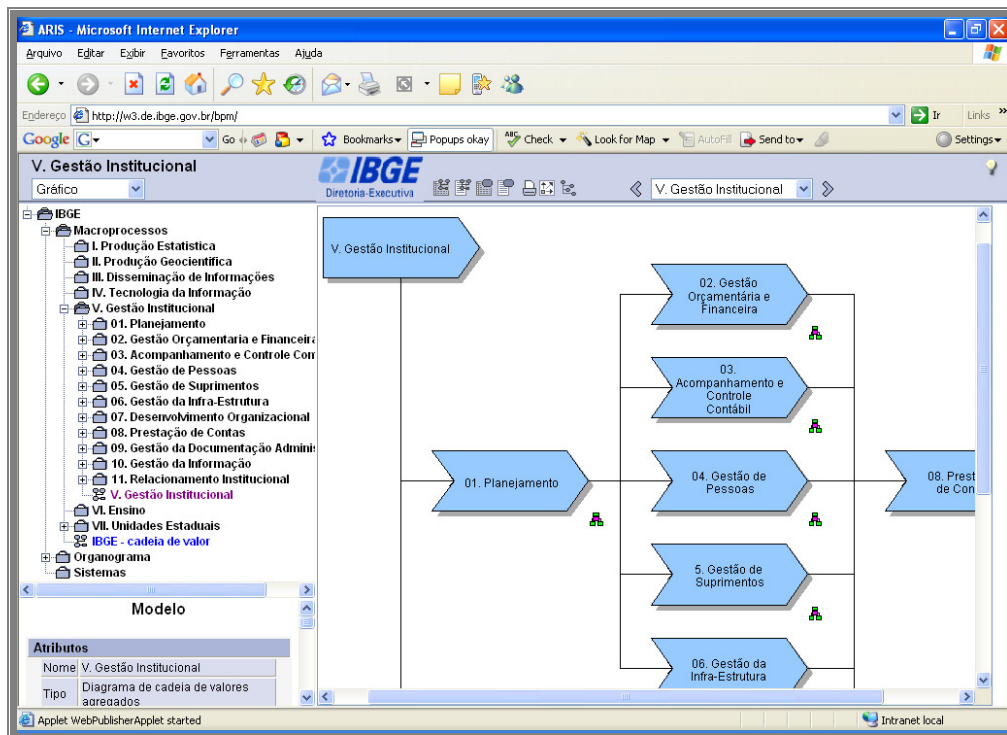 ARIS - Microsoft Internet Explorer
Arquivo Editar Exibir Favoritos Ferramentas Ajuda
Endereço http://w3.de.ibge.gov.br/bpm/ Ir Links »
Google G Go Bookmarks Popups okay ABC Check Look for Map AutoFill Send to Settings
V. Gestão Institucional
Gráfico
IBGE
Diretoria-Executiva
V. Gestão Institucional
IBGE
Macroprocessos
I. Produção Estatistica
II. Produção Geocientífica
III. Disseminação de Informações
IV. Tecnologia da Informação
V. Gestão Institucional
01. Planejamento
02. Gestão Orçamentaria e Financeira
03. Acompanhamento e Controle Con
04. Gestão de Pessoas
05. Gestão de Suprimentos
06. Gestão da Infra-Estrutura
07. Desenvolvimento Organizacional
08. Prestação de Contas
09. Gestão da Documentação Adminis
10. Gestão da Informação
11. Relacionamento Institucional
V. Gestão Institucional
VI. Ensino
VII. Unidades Estaduais
IBGE - cadeia de valor
Organograma
Sistemas
Modelo
Atributos
Nome V. Gestão Institucional
Tipo Diagrama de cadeia de valores
agregados
V. Gestão Institucional
02. Gestão
Orçamentária e
Financeira
03.
Acompanhamento e
Controle
Contábil
01. Planejamento
04. Gestão de
Pessoas
08. Prest
de Con
5. Gestão de
Suprimentos
06. Gestão da
Infra-Estrutura
Applet WebPublisherApplet started
Intranet local